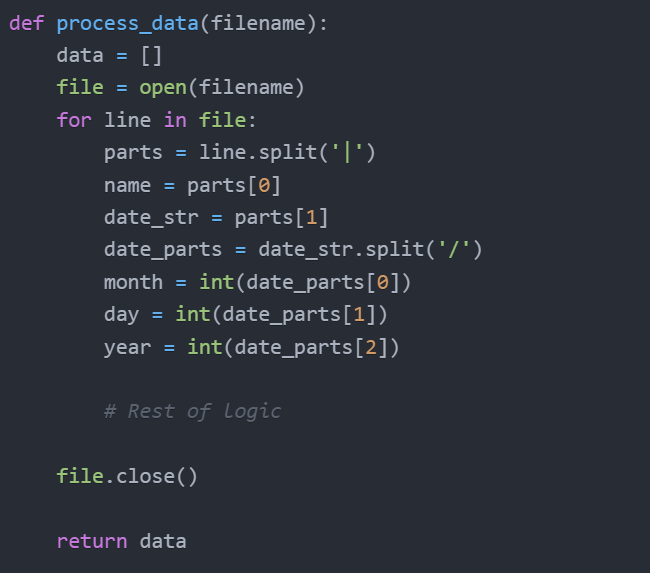 def process_data(filename):
    data = []
    file = open(filename)
    for line in file:
        parts = line.split('|')
        name = parts[0]
        date_str = parts[1]
        date_parts = date_str.split('/')
        month = int(date_parts[0])
        day = int(date_parts[1])
        year = int(date_parts[2])

        # Rest of logic

    file.close()

    return data